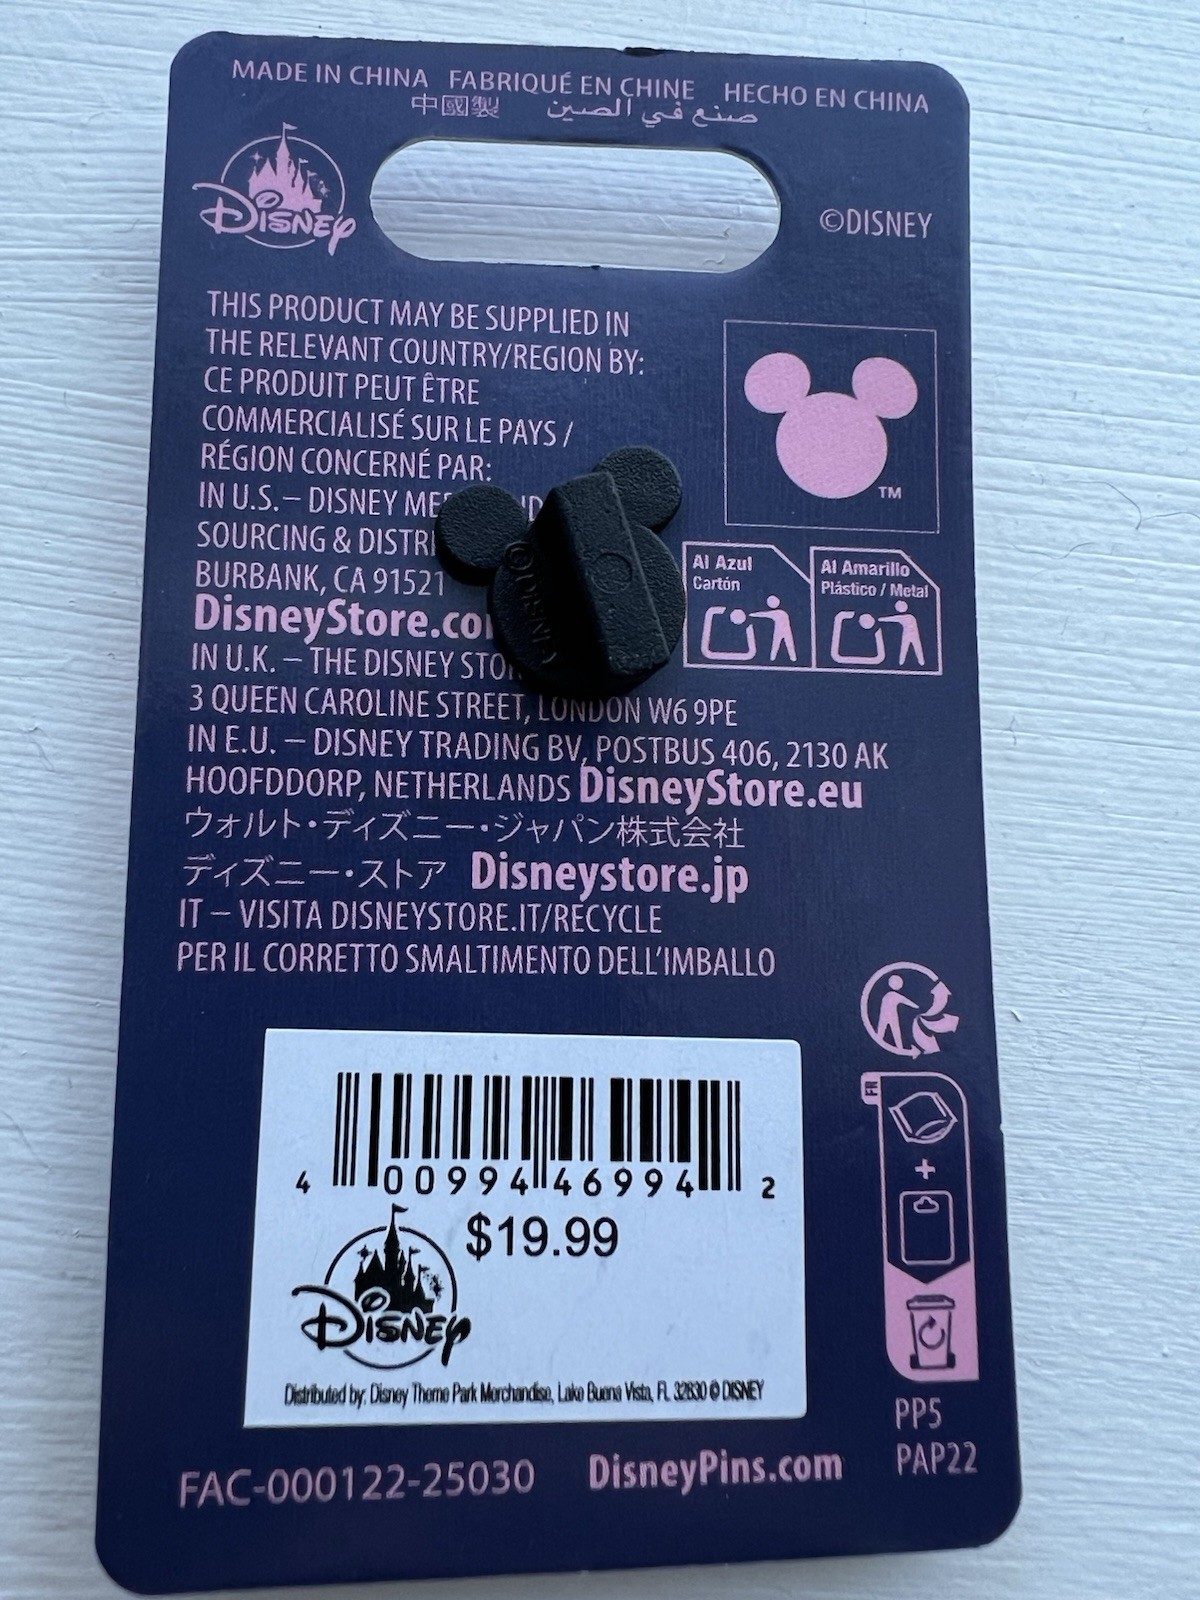 MADE IN CHINA FABRIQUÉ EN CHINE HECHO EN CHINA
中國製 صنع في الصين
DISNEY
©DISNEY
THIS PRODUCT MAY BE SUPPLIED IN
THE RELEVANT COUNTRY/REGION BY:
CE PRODUIT PEUT ÊTRE
COMMERCIALISÉ SUR LE PAYS /
RÉGION CONCERNÉ PAR:
IN U.S. – DISNEY
SOURCING & DISTRI
BURBANK, CA 91521
DisneyStore.co
IN U.K. – THE DISNEY STO
3 QUEEN CAROLINE STREET, LONDON W6 9PE
IN E.U. – DISNEY TRADING BV, POSTBUS 406, 2130 AK
HOOFDDORP, NETHERLANDS DisneyStore.eu
ウォルト・ディズニー・ジャパン株式会社
ディズニー・ストア Disneystore.jp
IT – VISITA DISNEYSTORE.IT/RECYCLE
PER IL CORRETTO SMALTIMENTO DELL'IMBALLO
TM
Al Azul
Cartón
Al Amarillo
Plástico / Metal
©DISNEY
4 00994 46994 2
$19.99
DISNEY
Distributed by: Disney Theme Park Merchandise, Lake Buena Vista, FL 32830 © DISNEY
FR
+
PP5
PAP22
FAC-000122-25030 DisneyPins.com